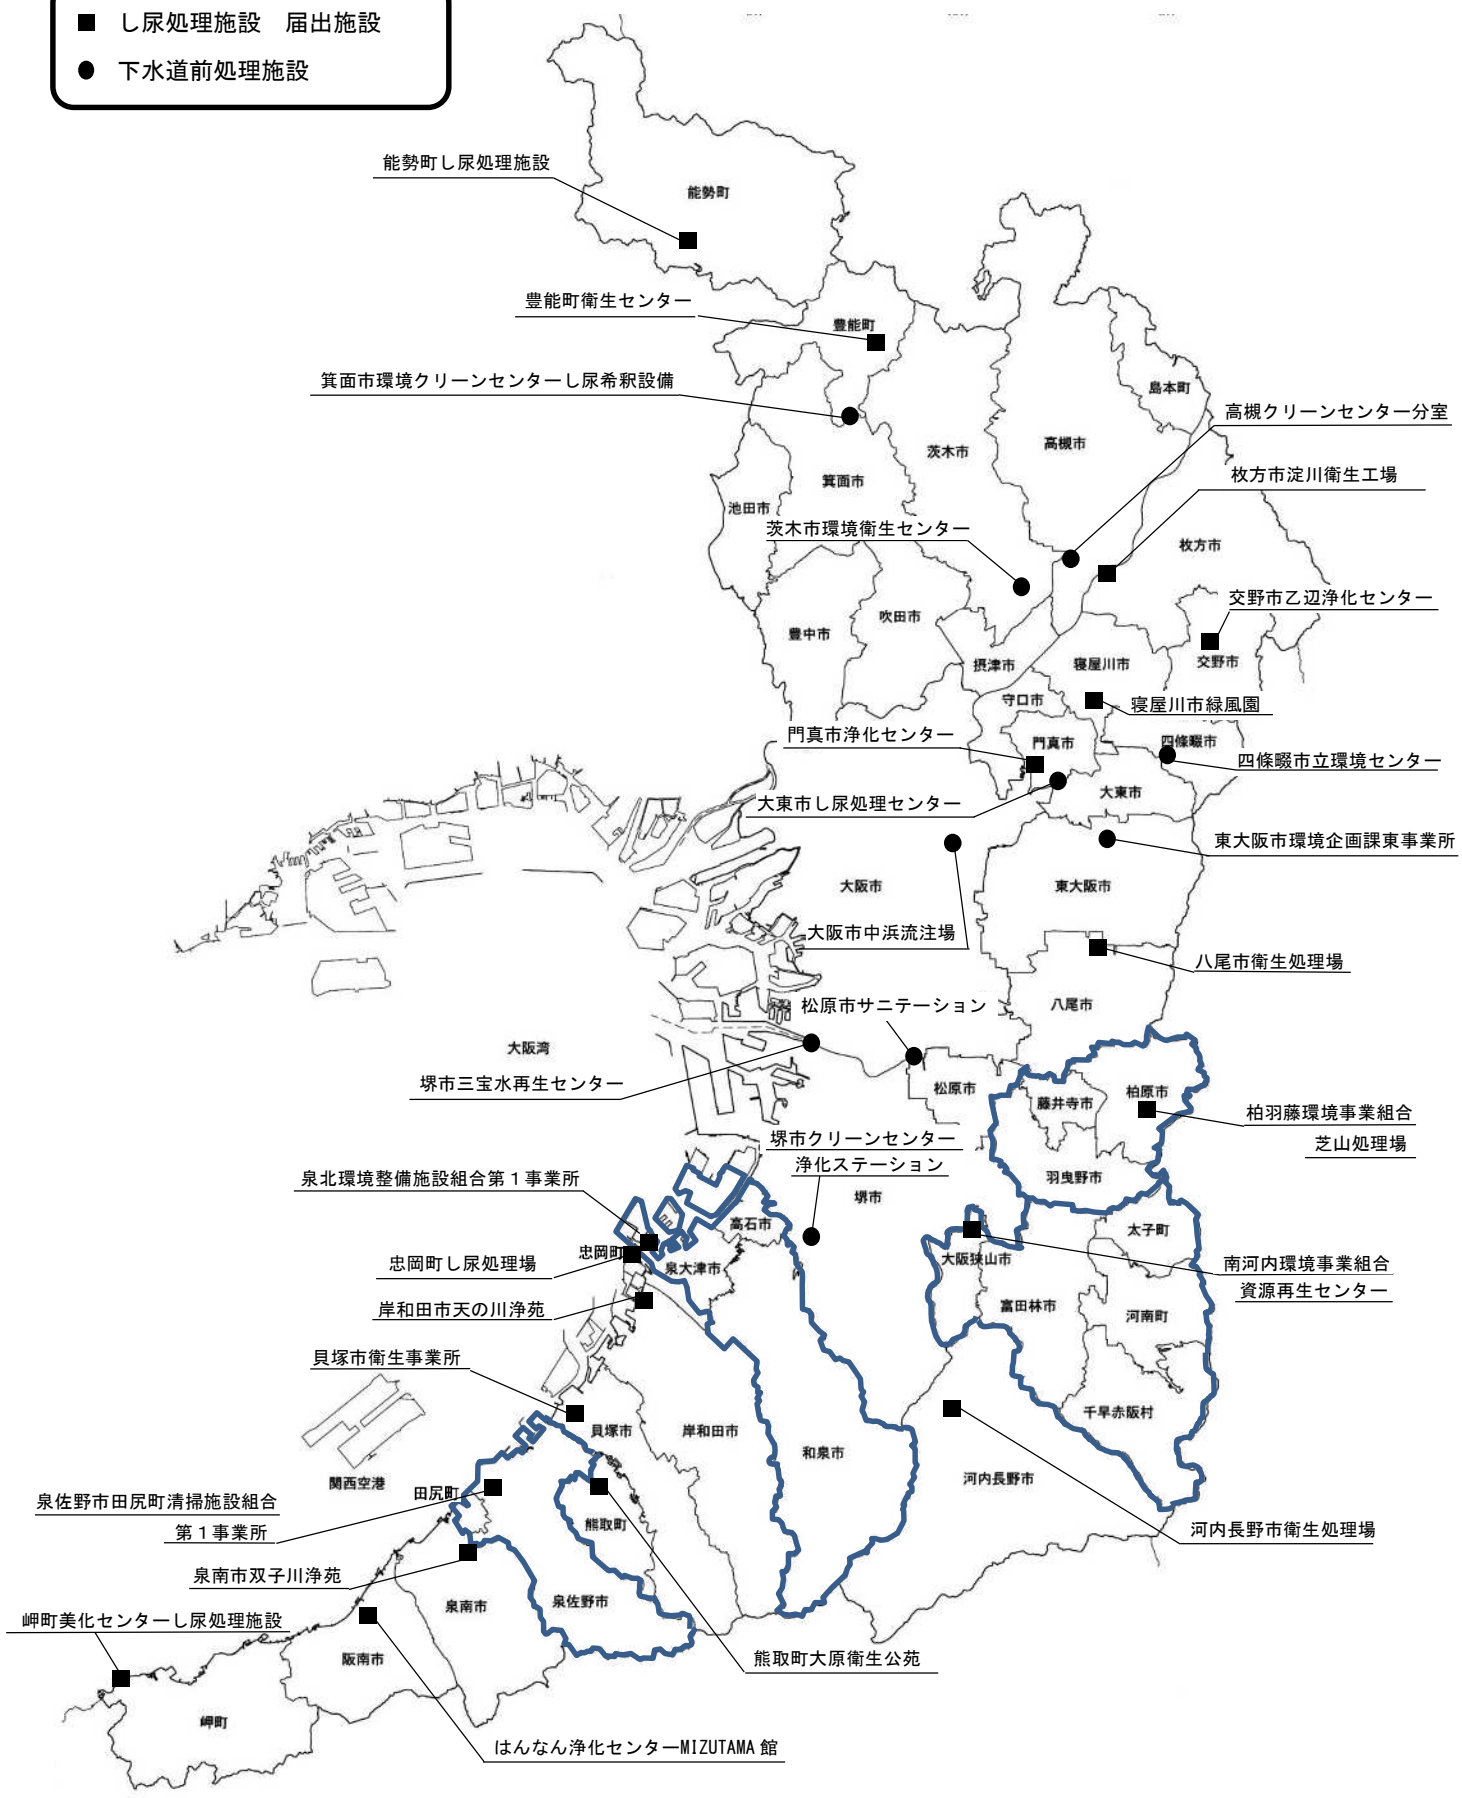 ■ し尿処理施設　届出施設
● 下水道前処理施設
能勢町し尿処理施設
能勢町
豊能町衛生センター
豊能町
箕面市環境クリーンセンターし尿希釈設備
島本町
高槻クリーンセンター分室
高槻市
茨木市
枚方市淀川衛生工場
箕面市
池田市
茨木市環境衛生センター
枚方市
交野市乙辺浄化センター
吹田市
豊中市
摂津市
寝屋川市
交野市
守口市
寝屋川市緑風園
門真市浄化センター
門真市
四條畷市
四條畷市立環境センター
大東市
大東市し尿処理センター
東大阪市環境企画課東事業所
大阪市
東大阪市
大阪市中浜流注場
八尾市衛生処理場
松原市サニテーション
八尾市
大阪湾
堺市三宝水再生センター
松原市
柏原市
藤井寺市
柏羽藤環境事業組合
芝山処理場
堺市クリーンセンター
浄化ステーション
泉北環境整備施設組合第１事業所
羽曳野市
堺市
高石市
太子町
忠岡町
忠岡町し尿処理場
泉大津市
大阪狭山市
南河内環境事業組合
資源再生センター
岸和田市天の川浄苑
富田林市
河南町
貝塚市衛生事業所
千早赤阪村
貝塚市
岸和田市
和泉市
関西空港
田尻町
河内長野市
泉佐野市田尻町清掃施設組合
第１事業所
熊取町
河内長野市衛生処理場
泉南市双子川浄苑
泉南市
泉佐野市
岬町美化センターし尿処理施設
阪南市
熊取町大原衛生公苑
岬町
はんなん浄化センターMIZUTAMA館